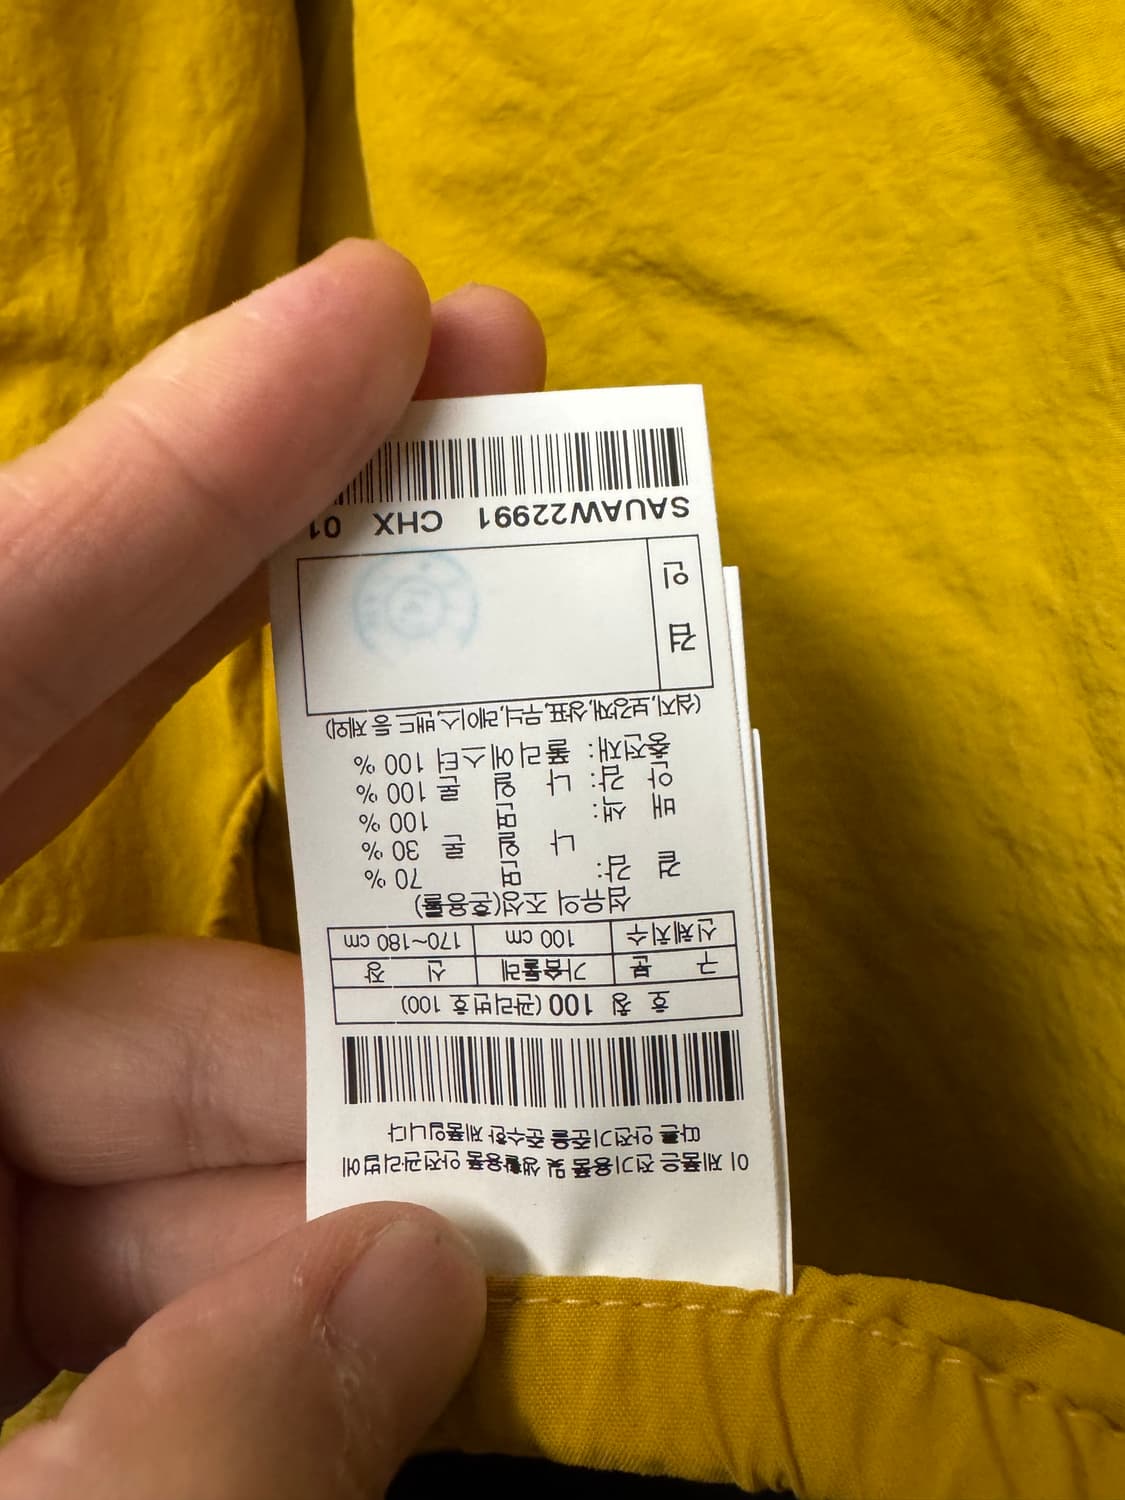 이 제품은 전기용품 및 생활용품 안전관리법에
따른 안전기준을 준수한 제품입니다
호 칭 100 (관리번호 100)
구 분 가슴둘레 신 장
신체치수 100 cm 170~180 cm
섬유의 조성(혼용률)
겉 감: 면 70 %
나 일 론 30 %
배 색: 면 100 %
안 감: 나 일 론 100 %
충전재: 폴리에스터 100 %
(심지,보강재,상표,무늬,레이스,밴드 등 제외)
검 인
SAUAW22991 CHX 01